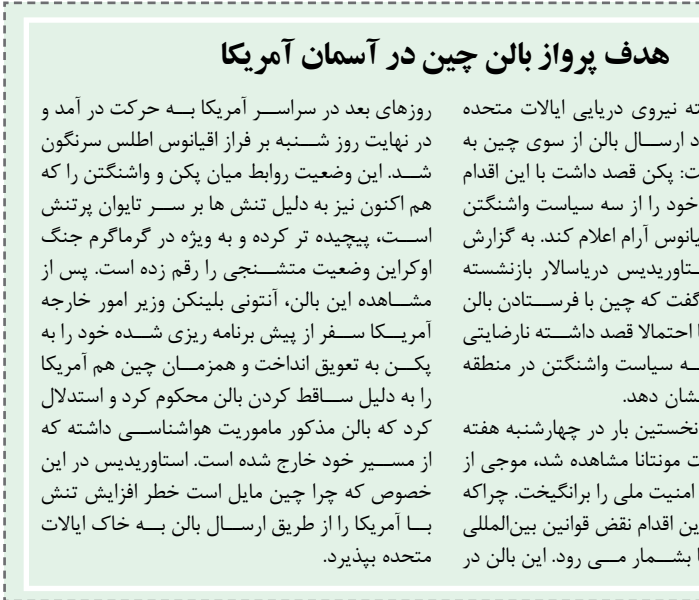 هدف پرواز بالن چین در آسمان آمریکا
نیروی دریایی ایالات متحده
ارسال بالن از سوی چین به
پکن قصد داشت با این اقدام
خود را از سه سیاست واشنگتن
آرام اعلام کند. به گزارش
دریاسالار بازنشسته
گفت که چین با فرستادن بالن
احتمالا قصد داشته نارضایتی
سیاست واشنگتن در منطقه
دهد.
نخستین بار در چهارشنبه هفته
مونتانا مشاهده شد، موجی از
امنیت ملی را برانگیخت. چراکه
این اقدام نقض قوانین بین‌المللی
بشمار می رود. این بالن در
روزهای بعد در سراسر آمریکا به حرکت در آمد و
در نهایت روز شنبه بر فراز اقیانوس اطلس سرنگون
شد. این وضعیت روابط میان پکن و واشنگتن را که
هم اکنون نیز به دلیل تنش ها بر سر تایوان پرتنش
است، پیچیده تر کرده و به ویژه در گرماگرم جنگ
اوکراین وضعیت متشنجی را رقم زده است. پس از
مشاهده این بالن، آنتونی بلینکن وزیر امور خارجه
آمریکا سفر از پیش برنامه ریزی شده خود را به
پکن به تعویق انداخت و همزمان چین هم آمریکا
را به دلیل ساقط کردن بالن محکوم کرد و استدلال
کرد که بالن مذکور ماموریت هواشناسی داشته که
از مسیر خود خارج شده است. استاوریدیس در این
خصوص که چرا چین مایل است خطر افزایش تنش
با آمریکا را از طریق ارسال بالن به خاک ایالات
متحده بپذیرد.